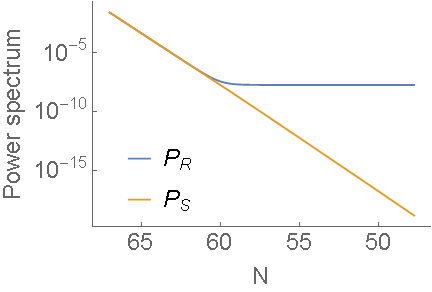 Power spectrum
10^{-5}
10^{-10}
10^{-15}
P_R
P_S
65 60 55 50
N